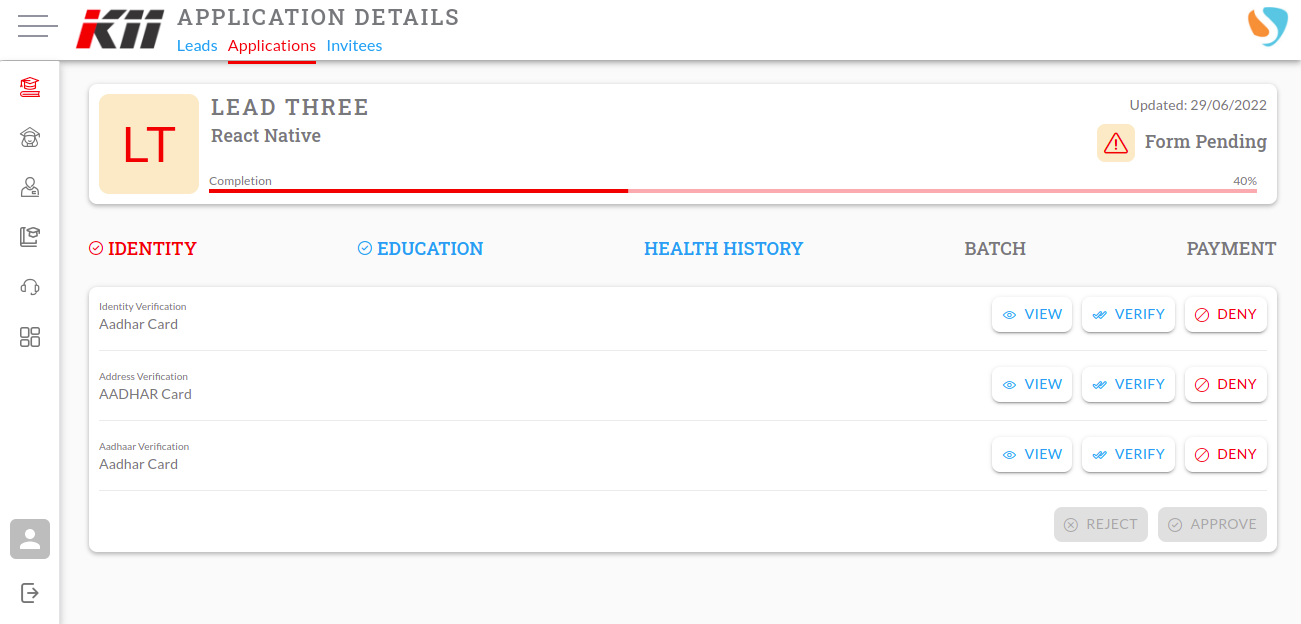 KII APPLICATION DETAILS
Leads Applications Invitees
LT
LEAD THREE
React Native
Updated: 29/06/2022
Form Pending
Completion 40%
IDENTITY EDUCATION HEALTH HISTORY BATCH PAYMENT
Identity Verification
Aadhar Card
VIEW VERIFY DENY
Address Verification
AADHAR Card
VIEW VERIFY DENY
Aadhaar Verification
Aadhar Card
VIEW VERIFY DENY
REJECT APPROVE